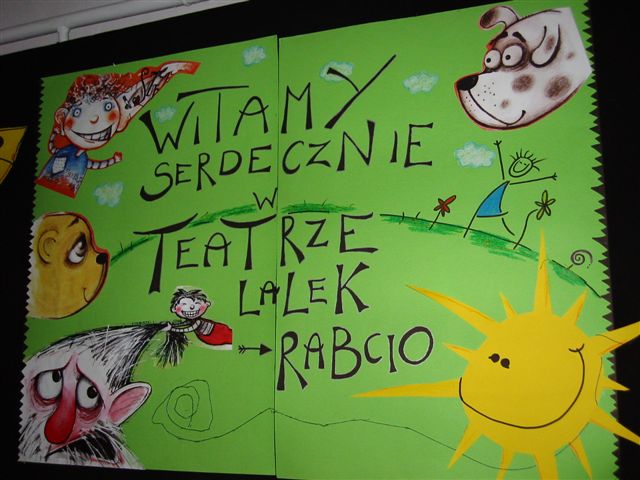 WITAMY
SERDECZNIE
W
TEATRZE
LALEK
RABCIO